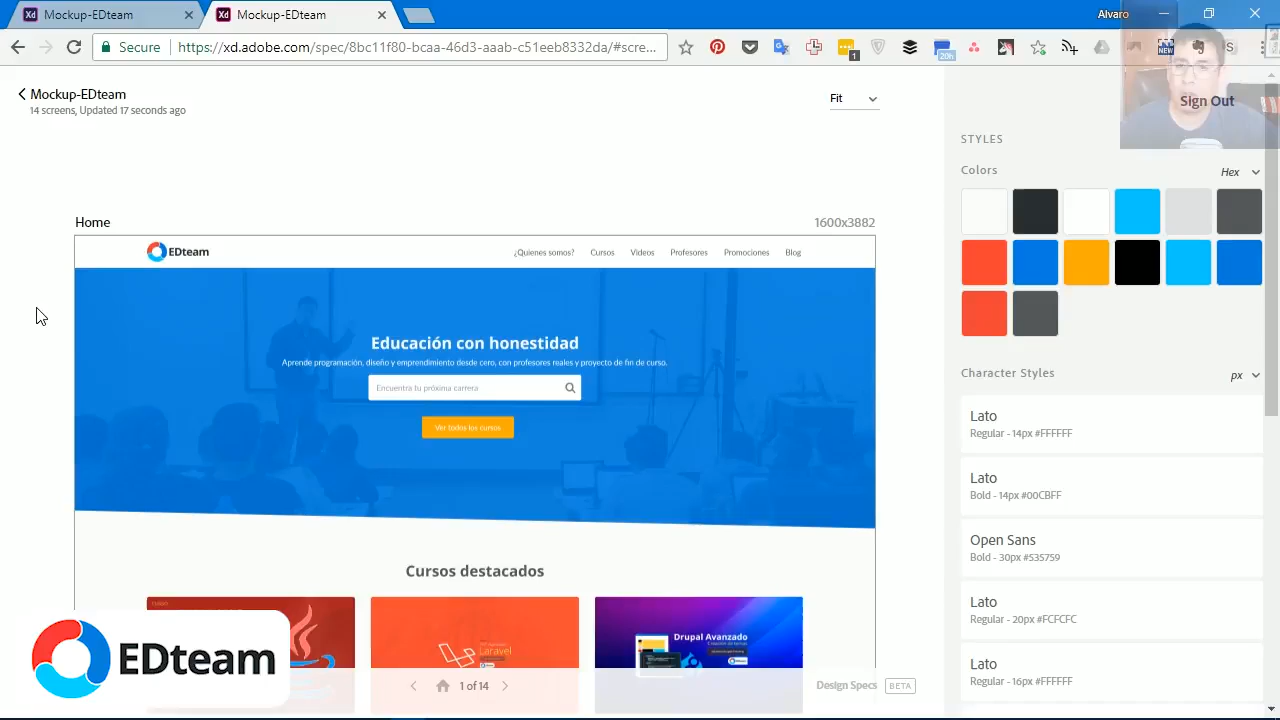 Mockup-EDteam
Mockup-EDteam
Alvaro
Secure
https://xd.adobe.com/spec/8bc11f80-bcaa-46d3-aaab-c51eeb8332da/#scre...
1
20h
NEW
Mockup-EDteam
14 screens, Updated 17 seconds ago
Fit
Sign Out
Home
1600x3882
EDteam
¿Quienes somos?
Cursos
Videos
Profesores
Promociones
Blog
Educación con honestidad
Aprende programación, diseño y emprendimiento desde cero, con profesores reales y proyecto de fin de curso.
Encuentra tu próxima carrera
Ver todos los cursos
Cursos destacados
Laravel
Drupal Avanzado
EDteam
1 of 14
Design Specs
BETA
STYLES
Colors
Hex
Character Styles
px
Lato
Regular - 14px #FFFFFF
Lato
Bold - 14px #00CBFF
Open Sans
Bold - 30px #535759
Lato
Regular - 20px #FCFCFC
Lato
Regular - 16px #FFFFFF